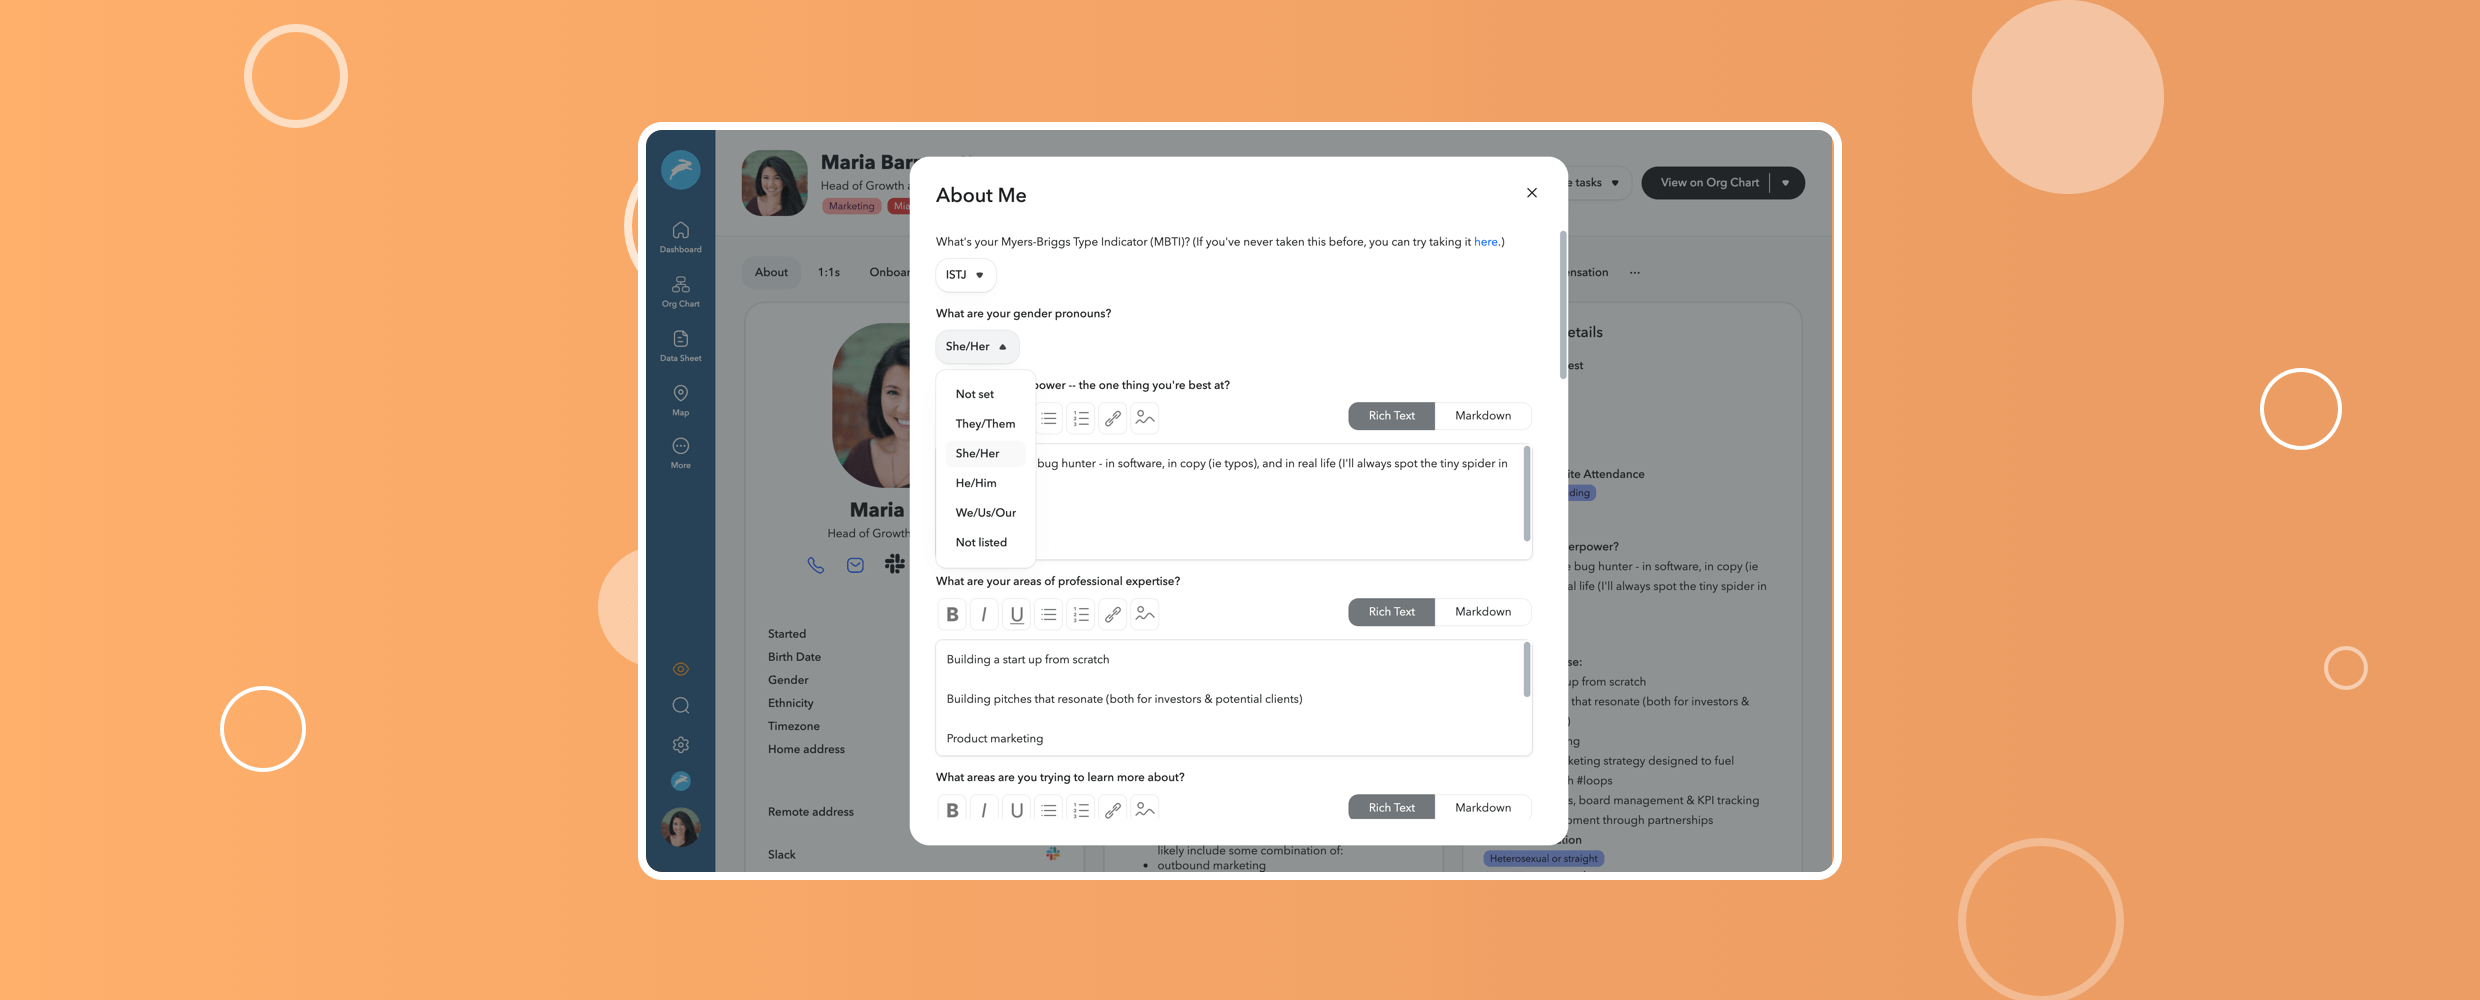 Maria Bar
Head of Growth
Marketing
tasks
View on Org Chart
Dashboard
Org Chart
Data Sheet
Map
More
About
1:1s
Onboar
ensation
...
About Me
What's your Myers-Briggs Type Indicator (MBTI)? (If you've never taken this before, you can try taking it here.)
ISTJ
What are your gender pronouns?
She/Her
Not set
They/Them
She/Her
He/Him
We/Us/Our
Not listed
power -- the one thing you're best at?
Rich Text
Markdown
bug hunter - in software, in copy (ie typos), and in real life (I'll always spot the tiny spider in
What are your areas of professional expertise?
B I U
Rich Text
Markdown
Building a start up from scratch
Building pitches that resonate (both for investors & potential clients)
Product marketing
What areas are you trying to learn more about?
B I U
Rich Text
Markdown
Maria
Head of Growth
Started
Birth Date
Gender
Ethnicity
Timezone
Home address
Remote address
Slack
likely include some combination of:
• outbound marketing
etails
est
ite Attendance
ding
erpower?
bug hunter - in software, in copy (ie
al life (I'll always spot the tiny spider in
se:
up from scratch
that resonate (both for investors &
)
ng
keting strategy designed to fuel
h #loops
s, board management & KPI tracking
pment through partnerships
tion
Heterosexual or straight